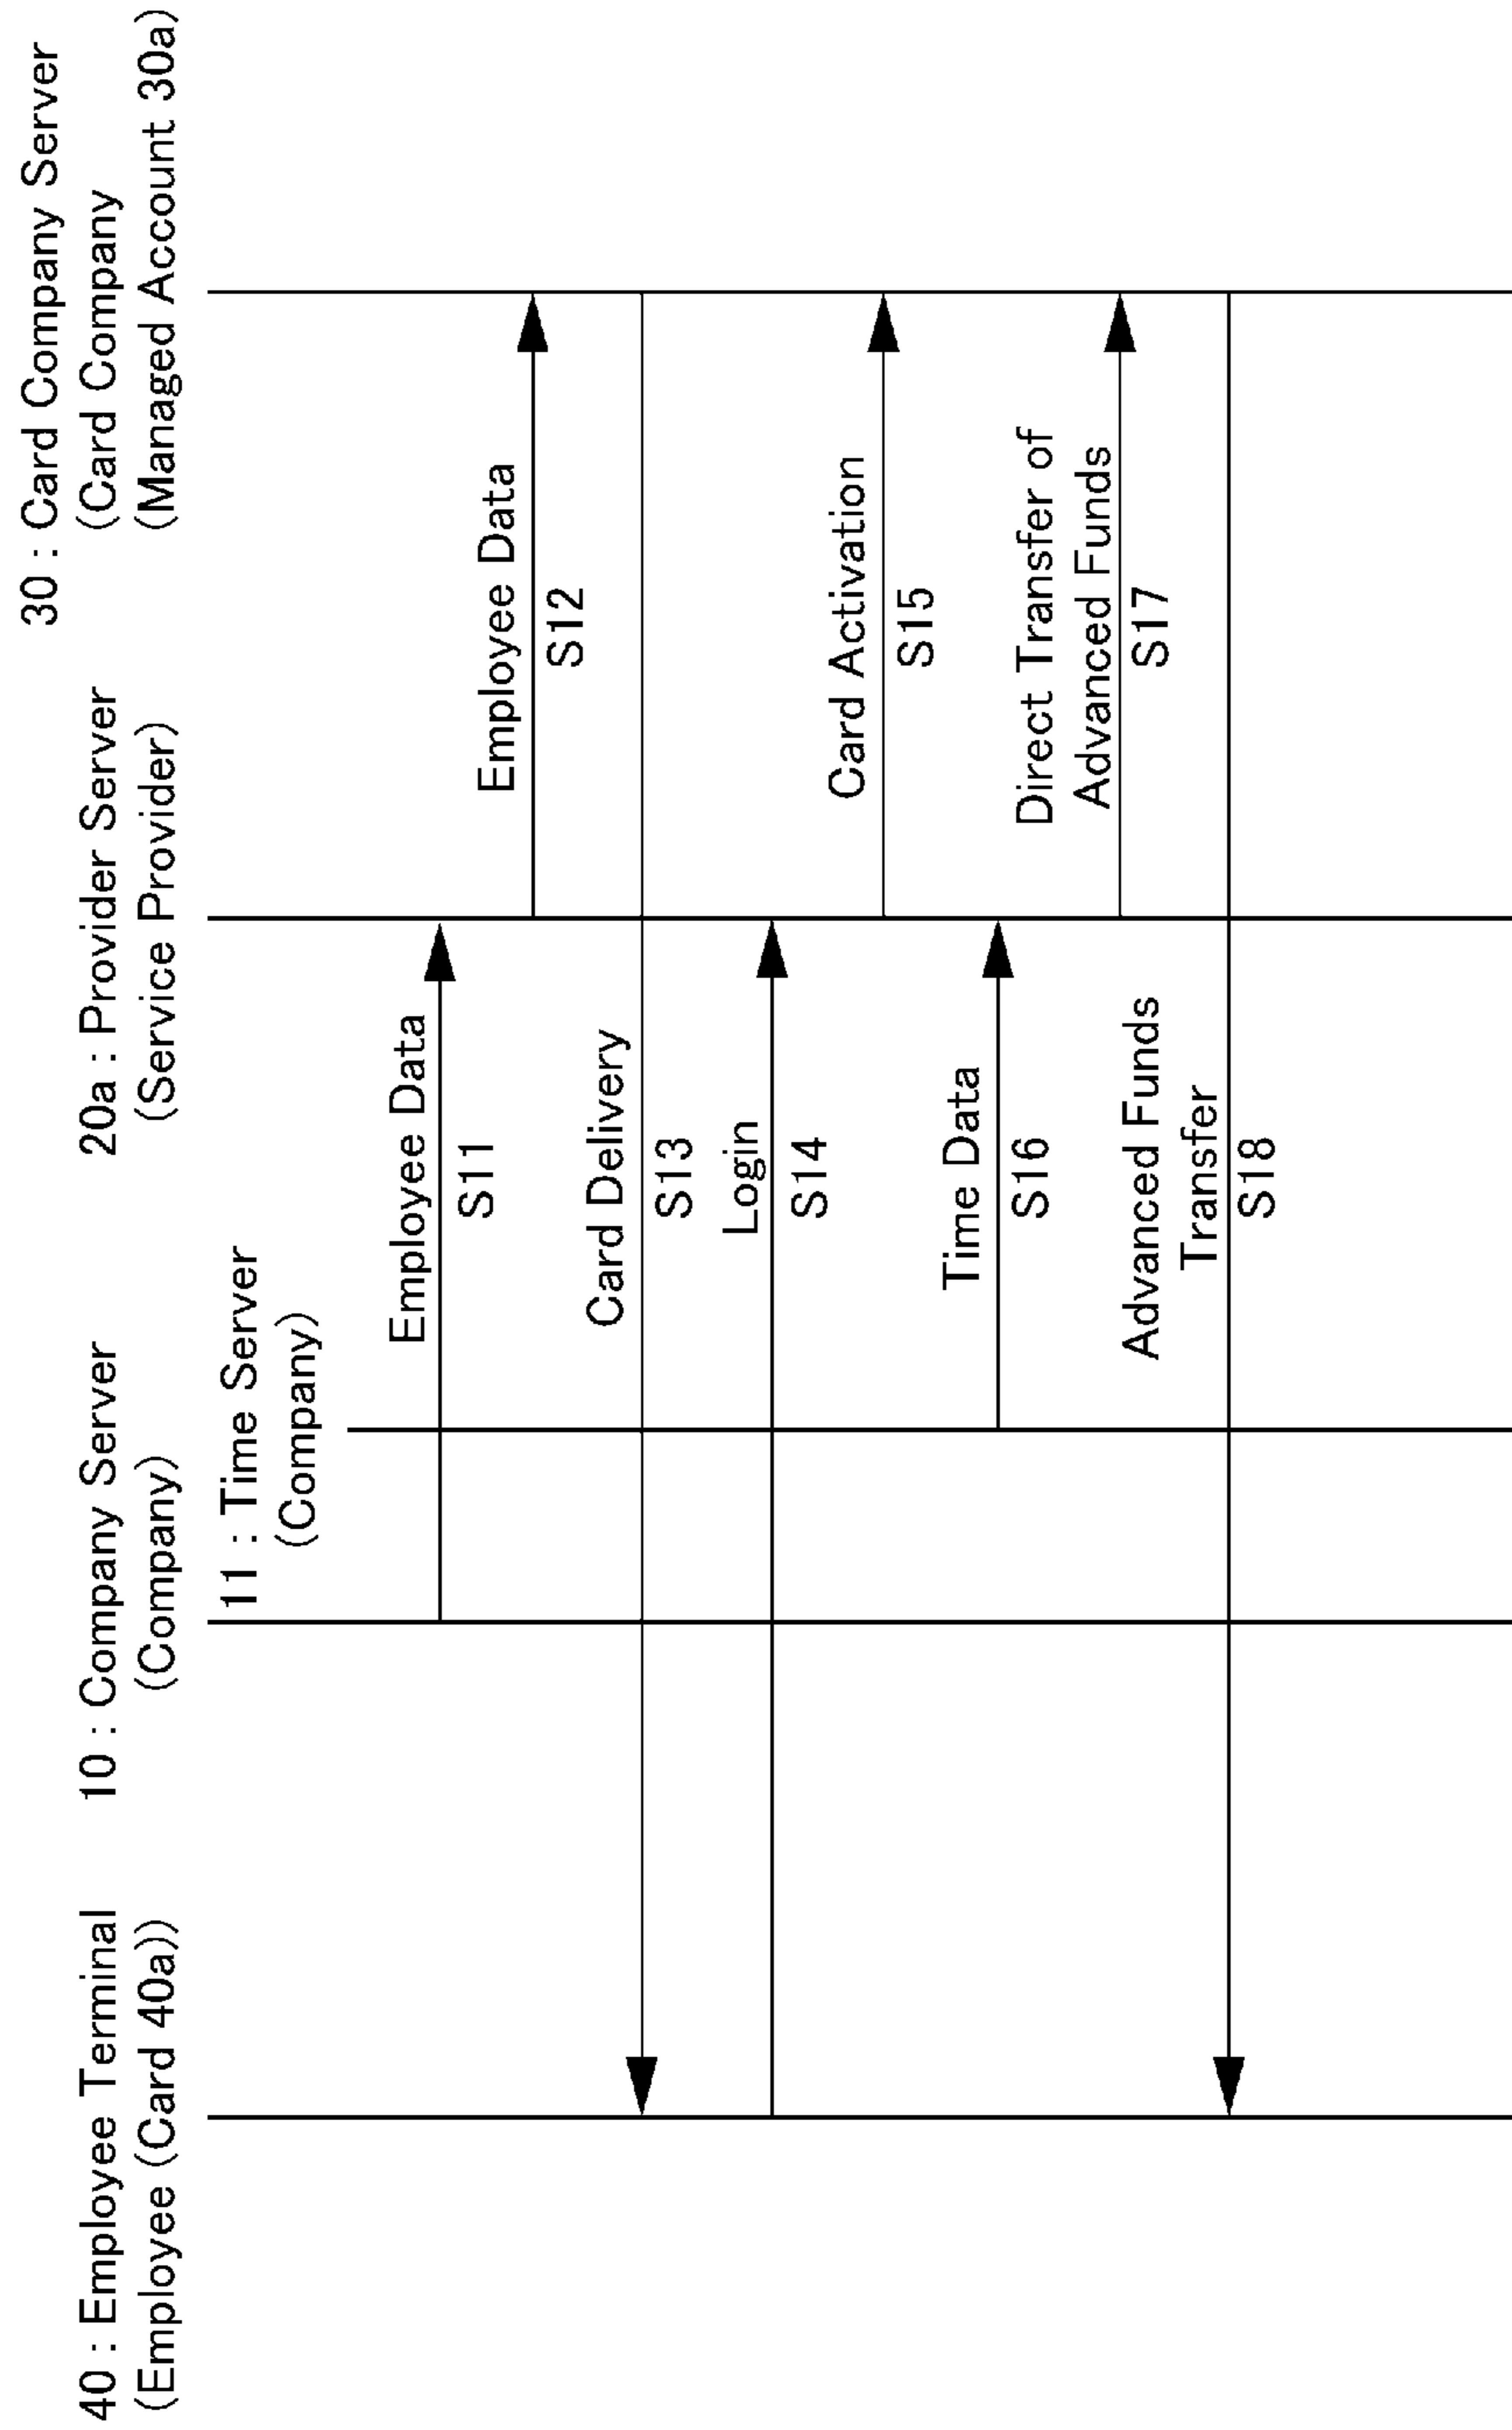 40 : Employee Terminal
(Employee (Card 40a))
10 : Company Server
(Company)
11 : Time Server
(Company)
20a : Provider Server
(Service Provider)
30 : Card Company Server
(Card Company
(Managed Account 30a)
Employee Data
S11
Employee Data
S12
Card Delivery
S13
Login
S14
Card Activation
S15
Time Data
S16
Direct Transfer of
Advanced Funds
S17
Advanced Funds
Transfer
S18